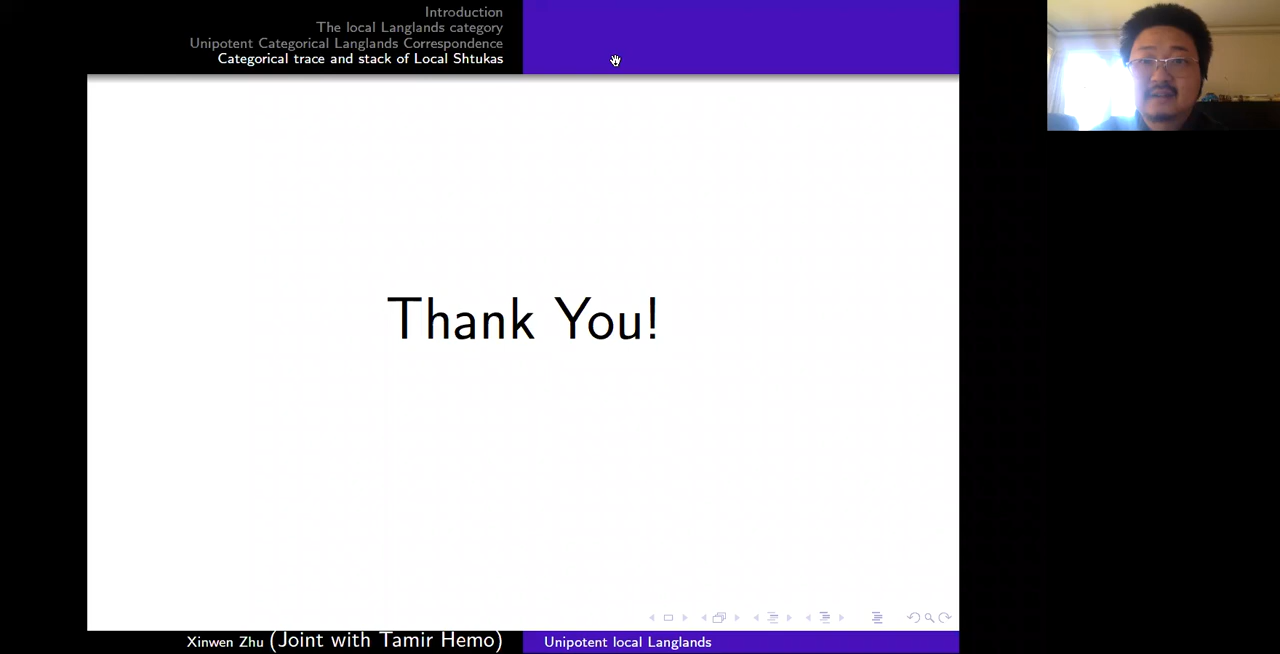 Introduction
The local Langlands category
Unipotent Categorical Langlands Correspondence
Categorical trace and stack of Local Shtukas
Thank You!
Xinwen Zhu (Joint with Tamir Hemo)
Unipotent local Langlands